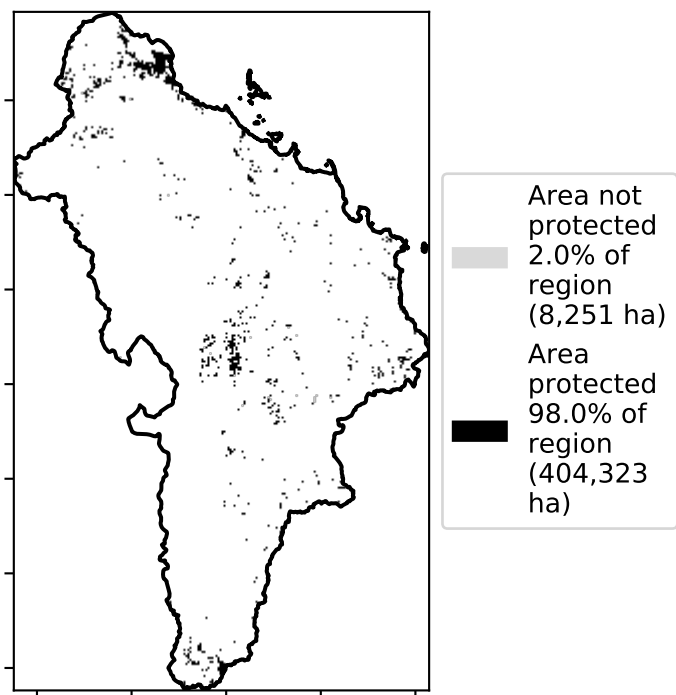 Area not
protected
2.0% of
region
(8,251 ha)
Area
protected
98.0% of
region
(404,323
ha)